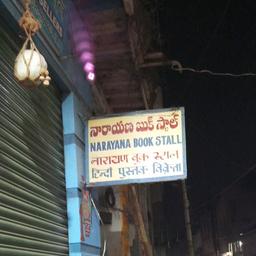 నారాయణ బుక్ స్టాల్
NARAYANA BOOK STALL
नारायण बुक स्टाल
हिन्दी पुस्तक विक्रेता